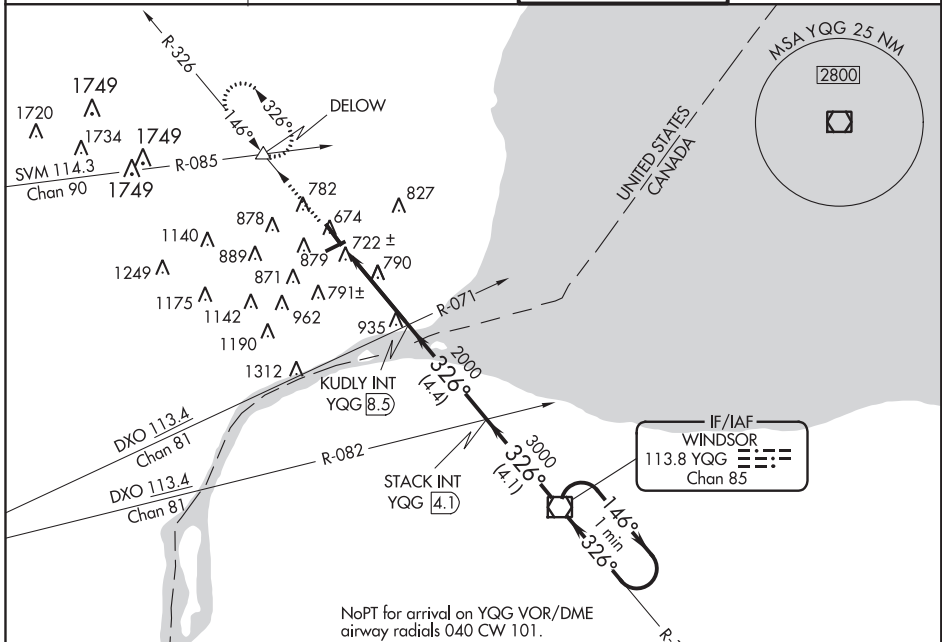 MSA YQG 25 NM
2800
R-326
326°
146°
DELOW
1749
1720
1734
1749
1749
SVM 114.3
Chan 90
R-085
UNITED STATES
CANADA
782
827
674
878
1140
722 ±
889
879
790
1249
871
1175
791±
1142
962
1190
935
R-071
1312
2000
326°
(4.4)
KUDLY INT
YQG 8.5
DXO 113.4
Chan 81
R-082
3000
326°
(4.1)
STACK INT
YQG 4.1
DXO 113.4
Chan 81
IF/IAF
WINDSOR
113.8 YQG
Chan 85
146°
1 min
326°
NoPT for arrival on YQG VOR/DME
airway radials 040 CW 101.